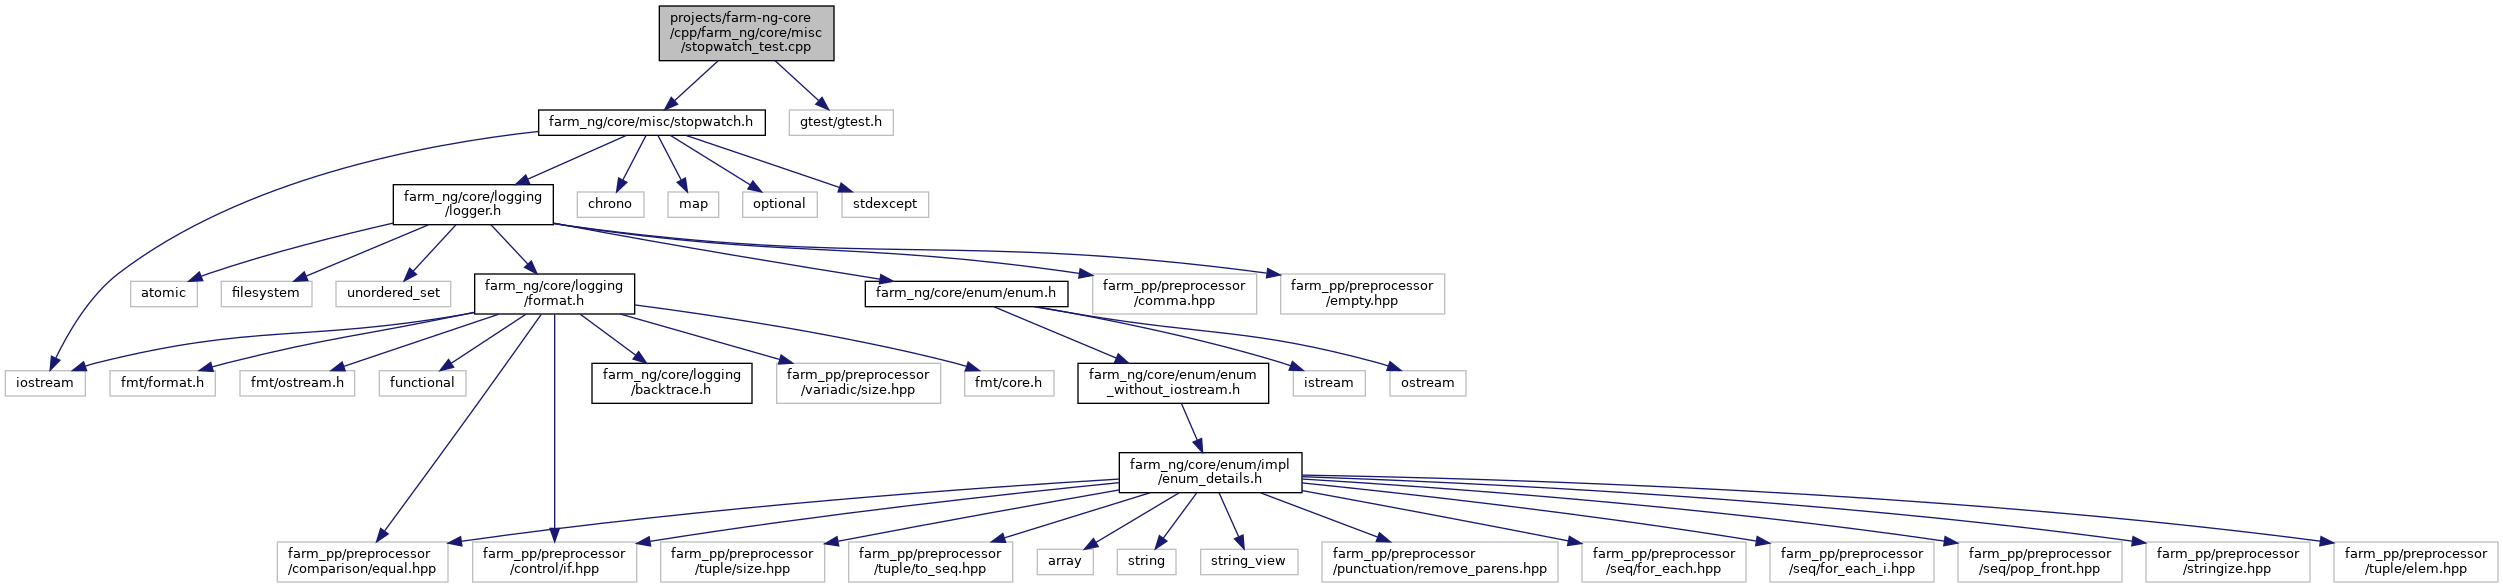 projects/farm-ng-core
/cpp/farm_ng/core/misc
/stopwatch_test.cpp
farm_ng/core/misc/stopwatch.h
gtest/gtest.h
farm_ng/core/logging
/logger.h
chrono
map
optional
stdexcept
atomic
filesystem
unordered_set
farm_ng/core/logging
/format.h
farm_ng/core/enum/enum.h
farm_pp/preprocessor
/comma.hpp
farm_pp/preprocessor
/empty.hpp
iostream
fmt/format.h
fmt/ostream.h
functional
farm_ng/core/logging
/backtrace.h
farm_pp/preprocessor
/variadic/size.hpp
fmt/core.h
farm_ng/core/enum/enum
_without_iostream.h
istream
ostream
farm_ng/core/enum/impl
/enum_details.h
farm_pp/preprocessor
/comparison/equal.hpp
farm_pp/preprocessor
/control/if.hpp
farm_pp/preprocessor
/tuple/size.hpp
farm_pp/preprocessor
/tuple/to_seq.hpp
array
string
string_view
farm_pp/preprocessor
/punctuation/remove_parens.hpp
farm_pp/preprocessor
/seq/for_each.hpp
farm_pp/preprocessor
/seq/for_each_i.hpp
farm_pp/preprocessor
/seq/pop_front.hpp
farm_pp/preprocessor
/stringize.hpp
farm_pp/preprocessor
/tuple/elem.hpp